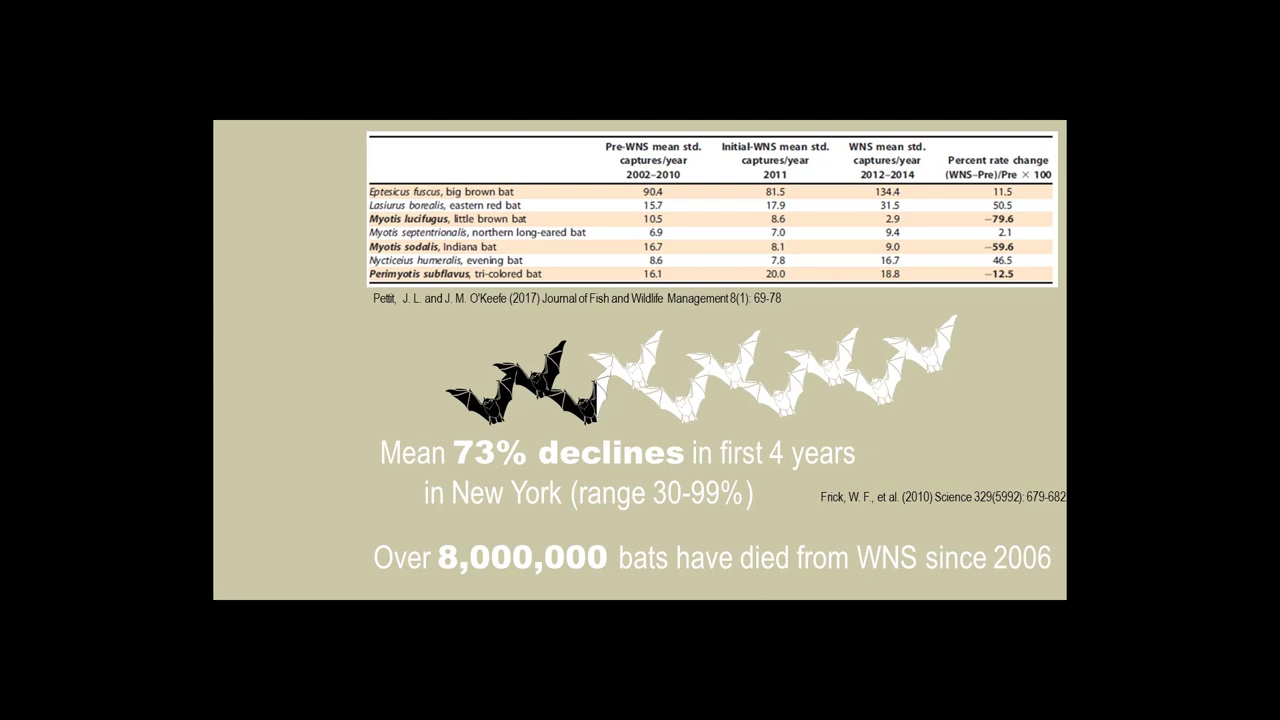 Pre-WNS mean std. captures/year 2002–2010 Initial-WNS mean std. captures/year 2011 WNS mean std. captures/year 2012–2014 Percent rate change (WNS–Pre)/Pre × 100
Eptesicus fuscus, big brown bat 90.4 81.5 134.4 11.5
Lasiurus borealis, eastern red bat 15.7 17.9 31.5 50.5
Myotis lucifugus, little brown bat 10.5 8.6 2.9 −79.6
Myotis septentrionalis, northern long-eared bat 6.9 7.0 9.4 2.1
Myotis sodalis, Indiana bat 16.7 8.1 9.0 −59.6
Nycticeius humeralis, evening bat 8.6 7.8 16.7 46.5
Perimyotis subflavus, tri-colored bat 16.1 20.0 18.8 −12.5
Pettit, J. L. and J. M. O'Keefe (2017) Journal of Fish and Wildlife Management 8(1): 69-78
Mean 73% declines in first 4 years
in New York (range 30-99%)
Frick, W. F., et al. (2010) Science 329(5992): 679-682
Over 8,000,000 bats have died from WNS since 2006